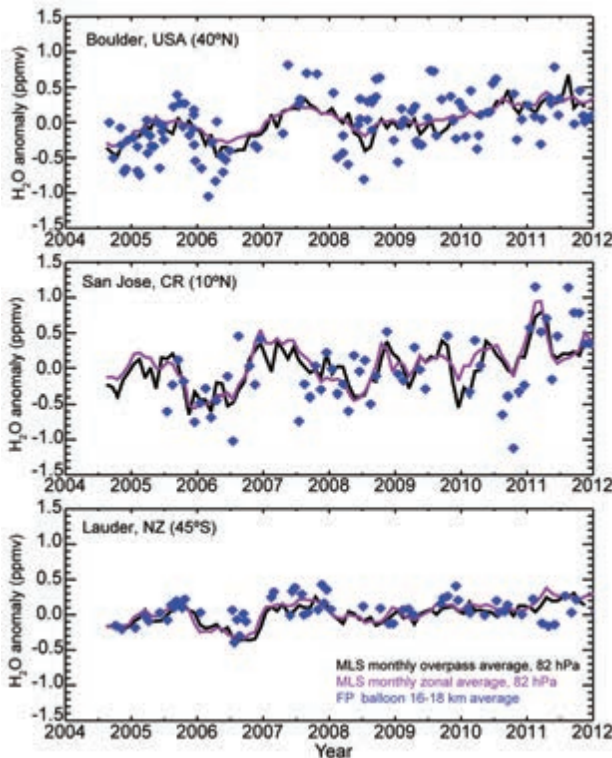 Boulder, USA (40ºN)
H₂O anomaly (ppmv)
1.5
1.0
0.5
0.0
-0.5
-1.0
-1.5
2004 2005 2006 2007 2008 2009 2010 2011 2012
San Jose, CR (10ºN)
H₂O anomaly (ppmv)
1.5
1.0
0.5
0.0
-0.5
-1.0
-1.5
2004 2005 2006 2007 2008 2009 2010 2011 2012
Lauder, NZ (45ºS)
H₂O anomaly (ppmv)
1.5
1.0
0.5
0.0
-0.5
-1.0
-1.5
MLS monthly overpass average, 82 hPa
MLS monthly zonal average, 82 hPa
FP balloon 16-18 km average
2004 2005 2006 2007 2008 2009 2010 2011 2012
Year